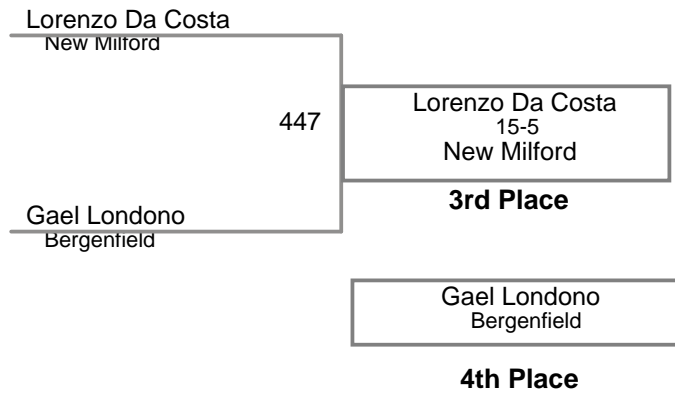 Lorenzo Da Costa
New Milford
447
Lorenzo Da Costa
15-5
New Milford
3rd Place
Gael Londono
Bergenfield
Gael Londono
Bergenfield
4th Place